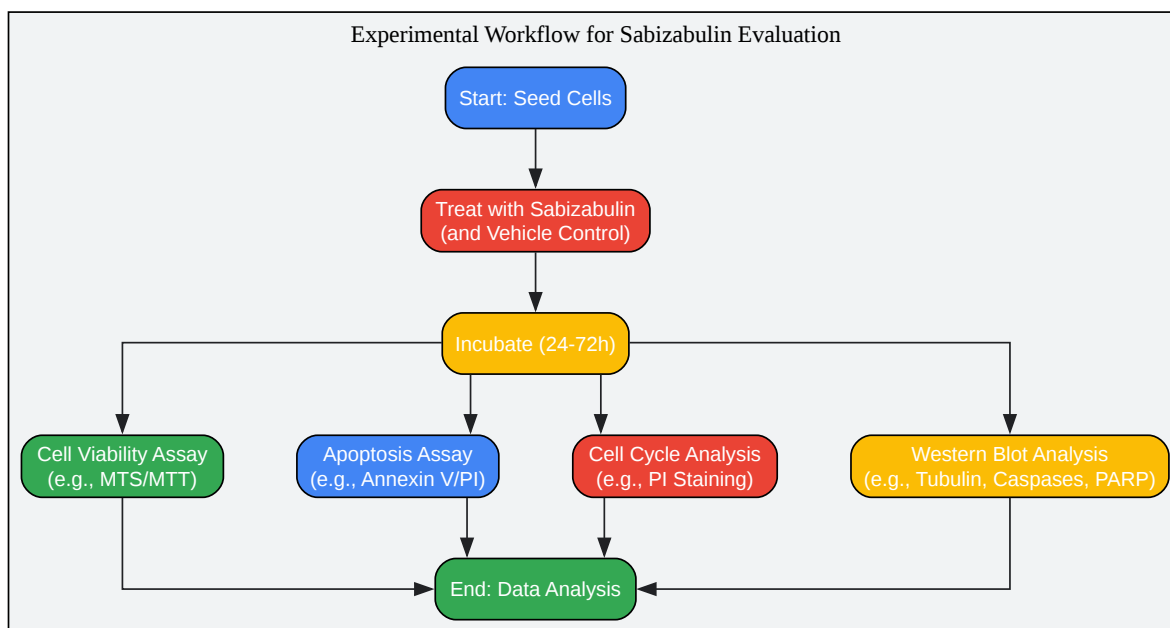 Experimental Workflow for Sabizabulin Evaluation
Start: Seed Cells
Treat with Sabizabulin
(and Vehicle Control)
Incubate (24-72h)
Cell Viability Assay
(e.g., MTS/MTT)
Apoptosis Assay
(e.g., Annexin V/PI)
Cell Cycle Analysis
(e.g., PI Staining)
Western Blot Analysis
(e.g., Tubulin, Caspases, PARP)
End: Data Analysis